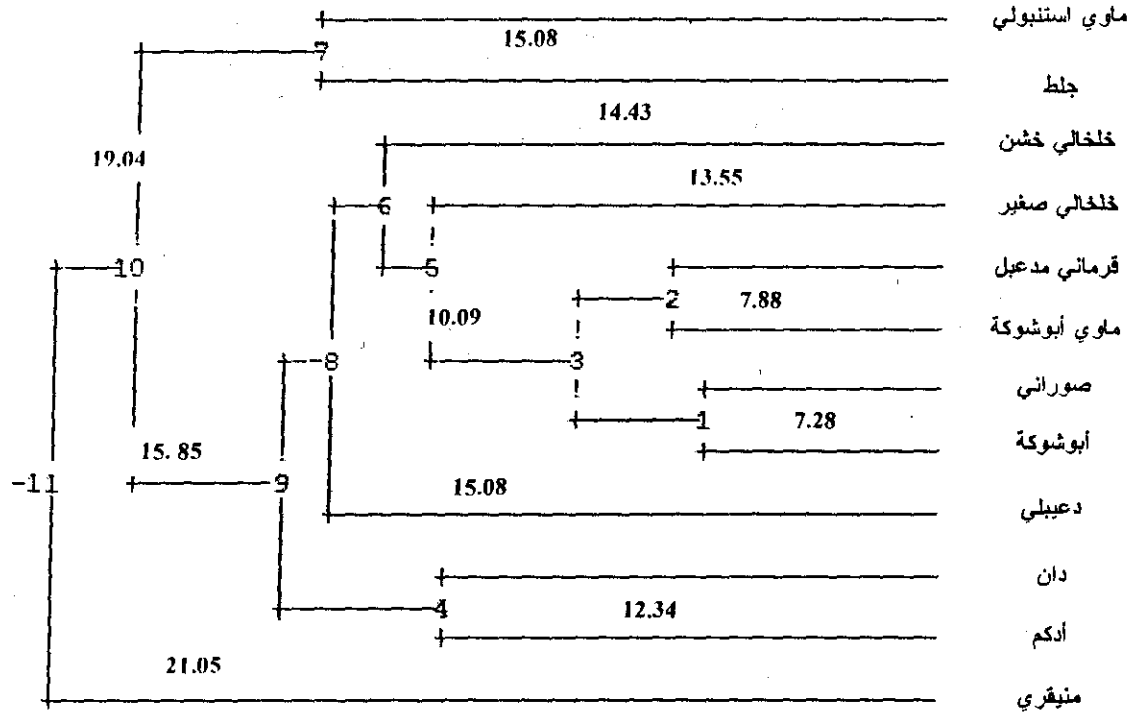 ماوي استنبولي
15.08
7
جلط
14.43
خلخالي خشن
19.04
13.55
6
خلخالي صغير
10
5
قرماني مدعبل
2
7.88
10.09
ماوي أبوشوكة
8
3
صوراني
1
7.28
أبوشوكة
15.85
-11
9
15.08
دعيبلي
دان
4
12.34
أدكم
21.05
منيقري